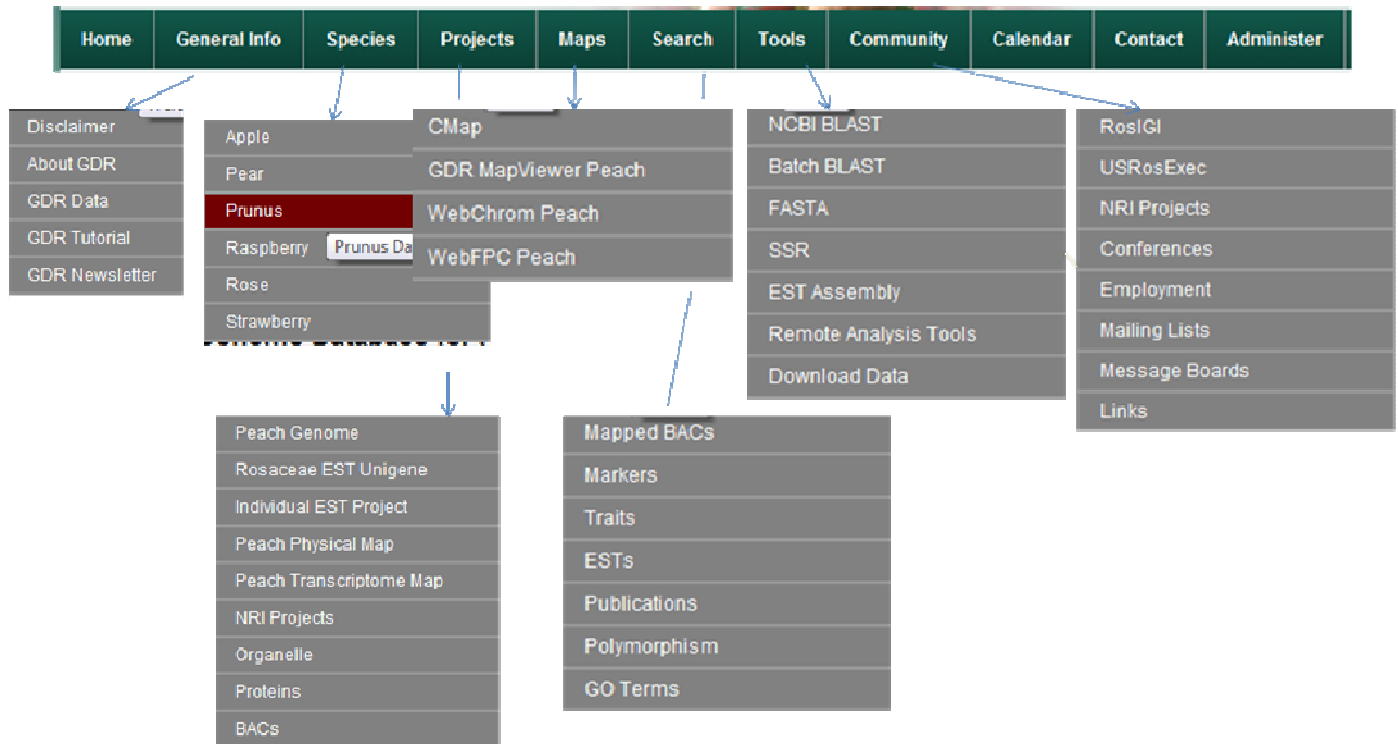 Home General Info Species Projects Maps Search Tools Community Calendar Contact Administer
Disclaimer
About GDR
GDR Data
GDR Tutorial
GDR Newsletter
Apple
Pear
Prunus
Raspberry
Prunus Da
Rose
Strawberry
CMap
GDR MapViewer Peach
WebChrom Peach
WebFPC Peach
NCBI BLAST
Batch BLAST
FASTA
SSR
EST Assembly
Remote Analysis Tools
Download Data
RosIGI
USRosExec
NRI Projects
Conferences
Employment
Mailing Lists
Message Boards
Links
Peach Genome
Rosaceae EST Unigene
Individual EST Project
Peach Physical Map
Peach Transcriptome Map
NRI Projects
Organelle
Proteins
BACs
Mapped BACs
Markers
Traits
ESTs
Publications
Polymorphism
GO Terms